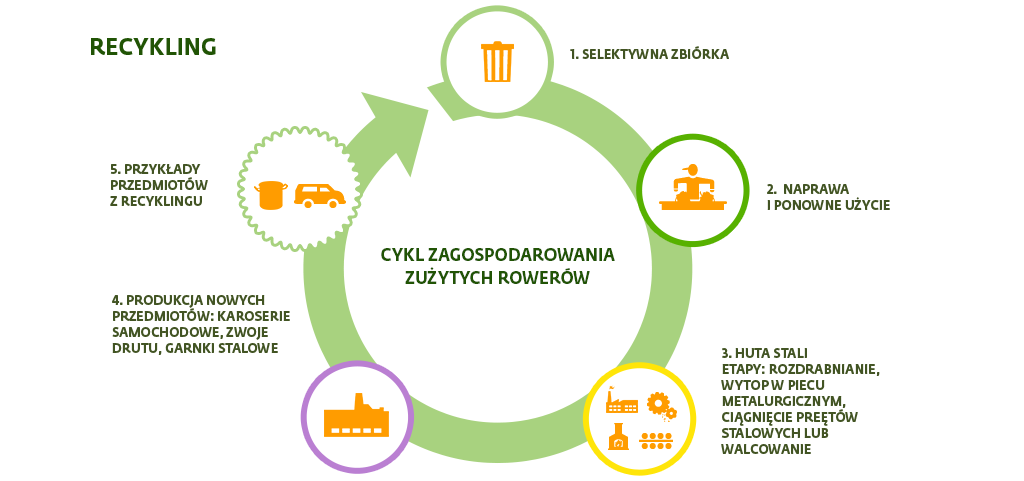 RECYKLING
1. SELEKTYWNA ZBIÓRKA
2. NAPRAWA
I PONOWNE UŻYCIE
3. HUTA STALI
ETAPY: ROZDRABNIANIE,
WYTOP W PIECU
METALURGICZNYM,
CIĄGNIĘCIE PREĘTÓW
STALOWYCH LUB
WALCOWANIE
4. PRODUKCJA NOWYCH
PRZEDMIOTÓW: KAROSERIE
SAMOCHODOWE, ZWOJE
DRUTU, GARNKI STALOWE
5. PRZYKŁADY
PRZEDMIOTÓW
Z RECYKLINGU
CYKL ZAGOSPODAROWANIA
ZUŻYTYCH ROWERÓW